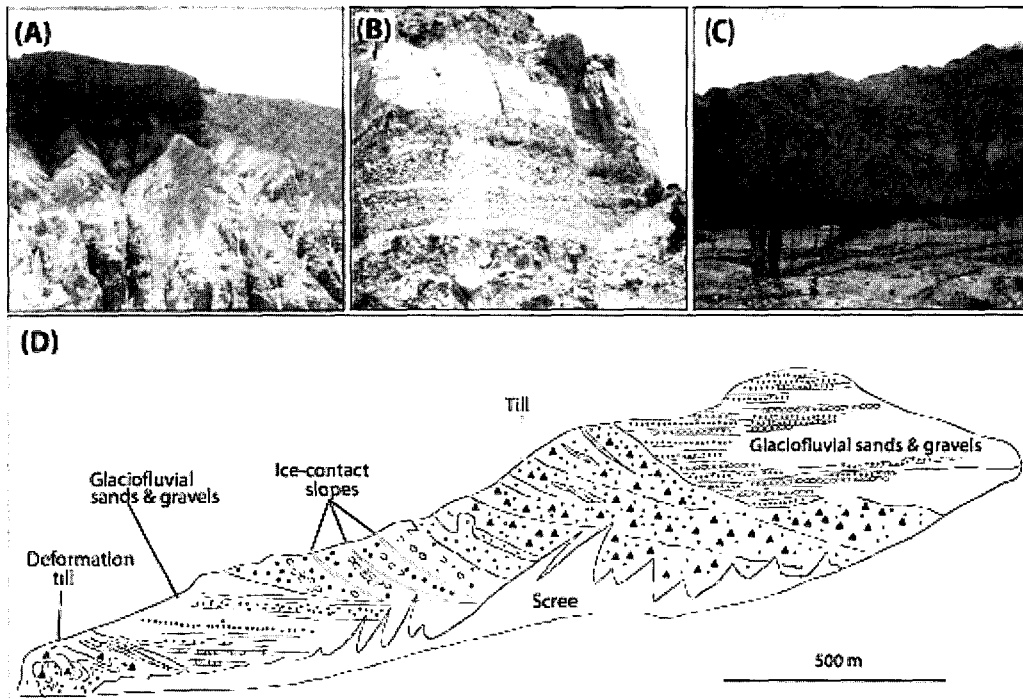 (A)
(B)
(C)
(D)
Till
Glaciofluvial sands & gravels
Glaciofluvial
sands & gravels
Ice-contact
slopes
Deformation
till
Scree
500 m